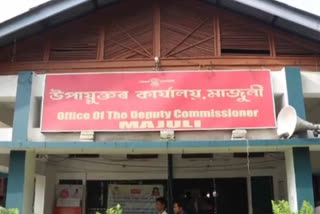 উপায়ুক্তৰ কাৰ্যালয়,মাজুলী
Office Of The Deputy Commissioner
MAJULI